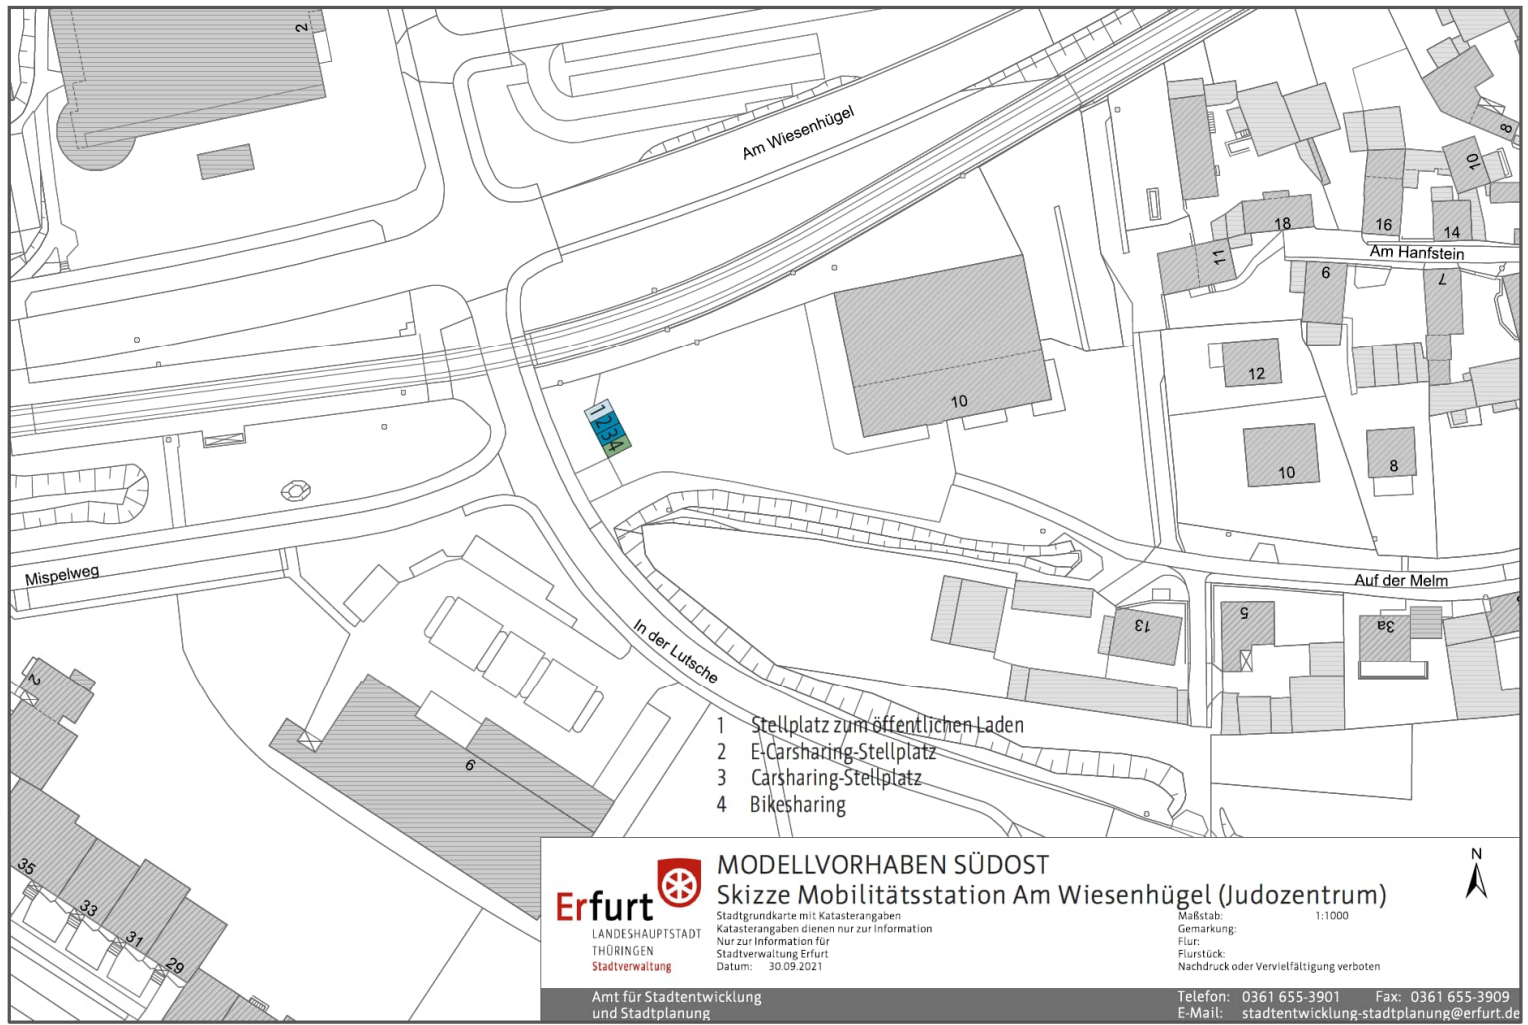 2
Am Wiesenhügel
8
10
18
16
14
Am Hanfstein
11
6
7
12
10
1
2
3
4
10
8
Mispelweg
Auf der Melm
In der Lutsche
13
5
3a
2
9
1 Stellplatz zum öffentlichen Laden
2 E-Carsharing-Stellplatz
3 Carsharing-Stellplatz
4 Bikesharing
35
33
31
29
Erfurt
LANDESHAUPTSTADT
THÜRINGEN
Stadtverwaltung
MODELLVORHABEN SÜDOST
Skizze Mobilitätsstation Am Wiesenhügel (Judozentrum)
Stadtgrundkarte mit Katasterangaben
Katasterangaben dienen nur zur Information
Nur zur Information für
Stadtverwaltung Erfurt
Datum: 30.09.2021
Maßstab: 1:1000
Gemarkung:
Flur:
Flurstück:
Nachdruck oder Vervielfältigung verboten
N
Amt für Stadtentwicklung
und Stadtplanung
Telefon: 0361 655-3901 Fax: 0361 655-3909
E-Mail: stadtentwicklung-stadtplanung@erfurt.de